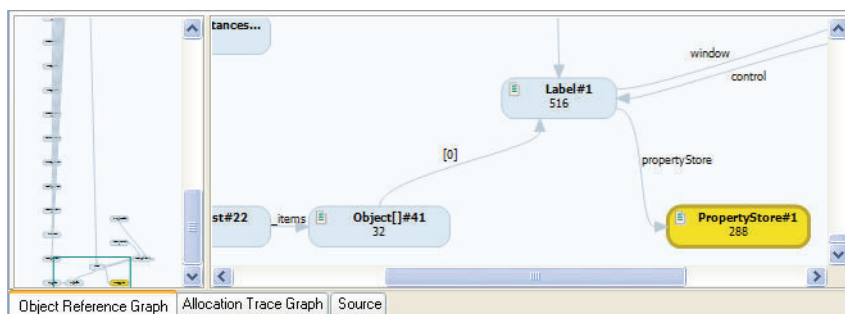 tances...
window
Label#1
516
control
[0]
propertyStore
st#22
_items
Object[]#41
32
PropertyStore#1
288
Object Reference Graph
Allocation Trace Graph
Source